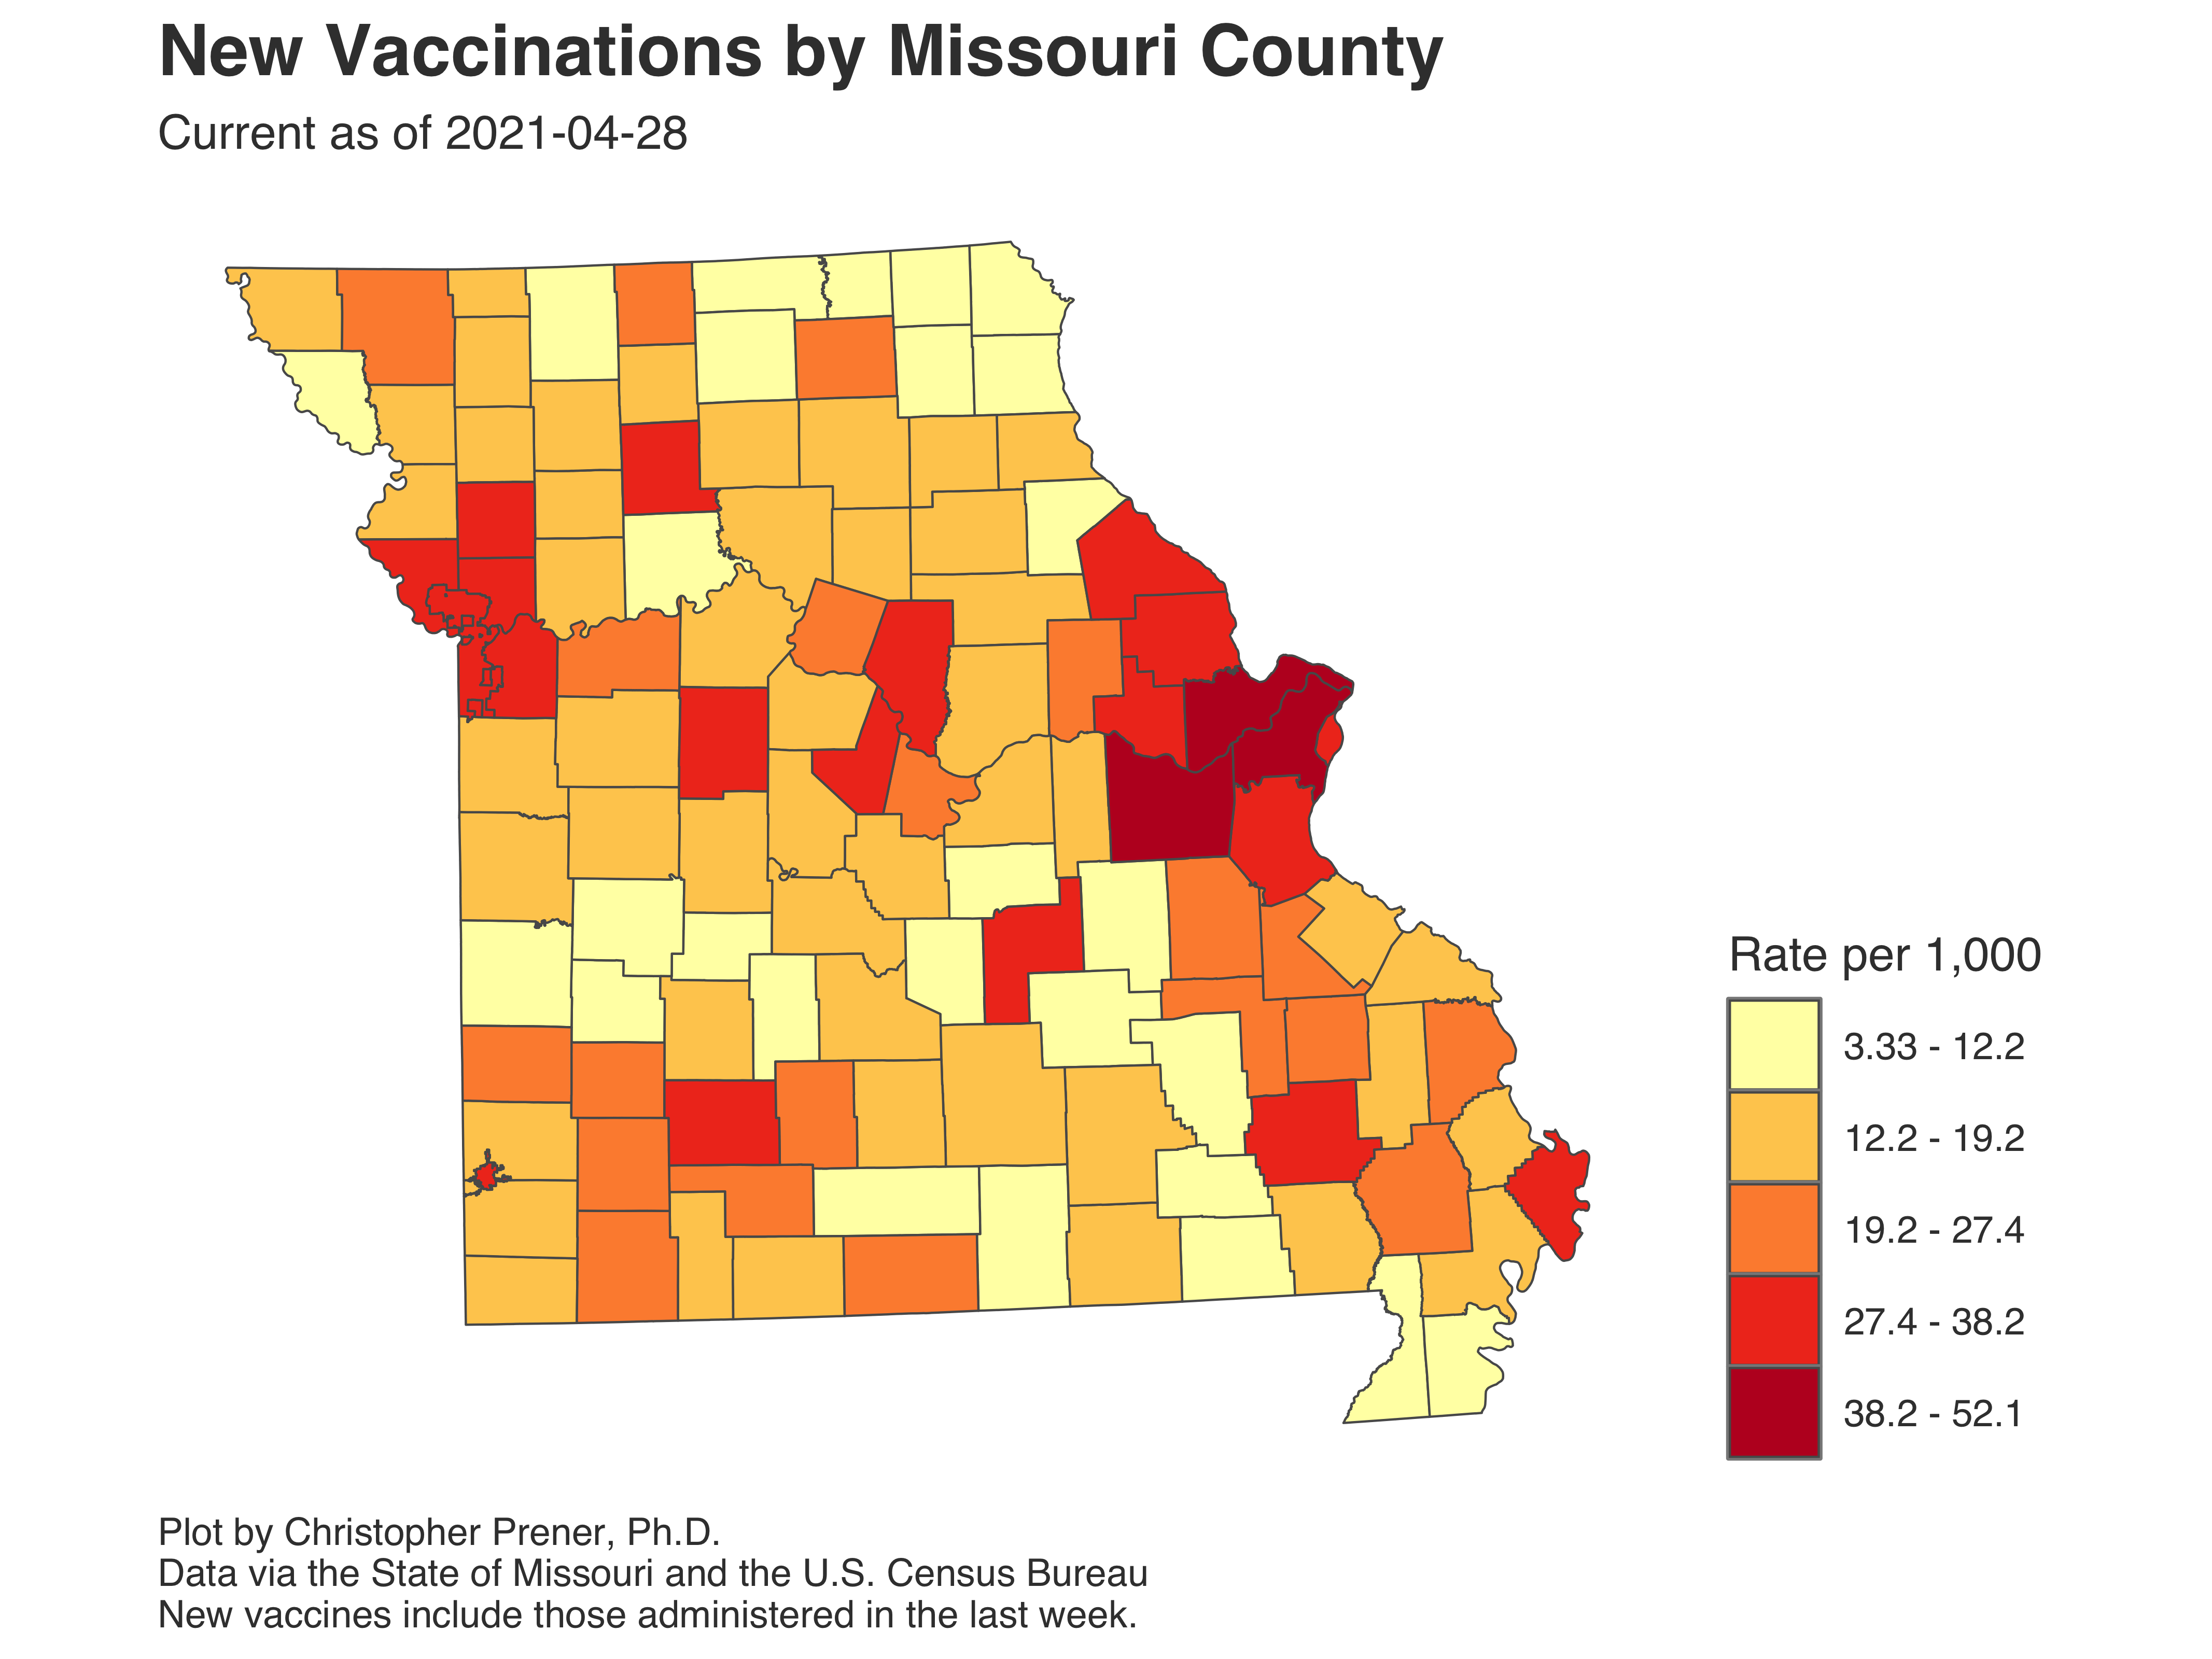 New Vaccinations by Missouri County
Current as of 2021-04-28
Rate per 1,000
3.33 - 12.2
12.2 - 19.2
19.2 - 27.4
27.4 - 38.2
38.2 - 52.1
Plot by Christopher Prener, Ph.D.
Data via the State of Missouri and the U.S. Census Bureau
New vaccines include those administered in the last week.